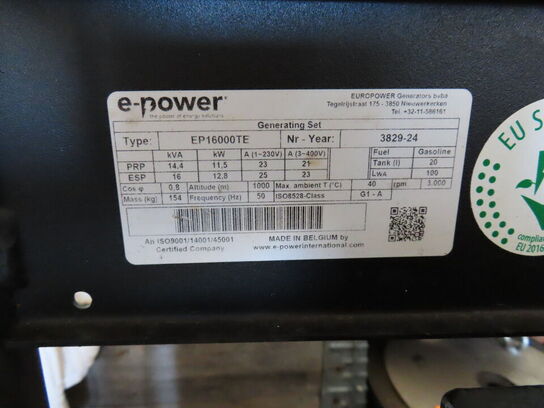 e-power
the power of energy solutions
EUROPOWER Generators bvba
Tegelrijstraat 175 - 3850 Nieuwerkerken
Tel. +32-11-586161
Generating Set
Type: EP16000TE Nr - Year: 3829-24
kVA kW A (1~230V) A (3~400V) Fuel Gasoline
PRP 14,4 11,5 23 21 Tank (l) 20
ESP 16 12,8 25 23 LWA 100
Cos φ 0,8 Altitude (m) 1000 Max. ambient T (°C) 40 rpm 3.000
Mass (kg) 154 Frequency (Hz) 50 ISO8528-Class G1 - A
An ISO9001/14001/45001
Certified Company
MADE IN BELGIUM by
www.e-powerinternational.com
EU S
EU 2016